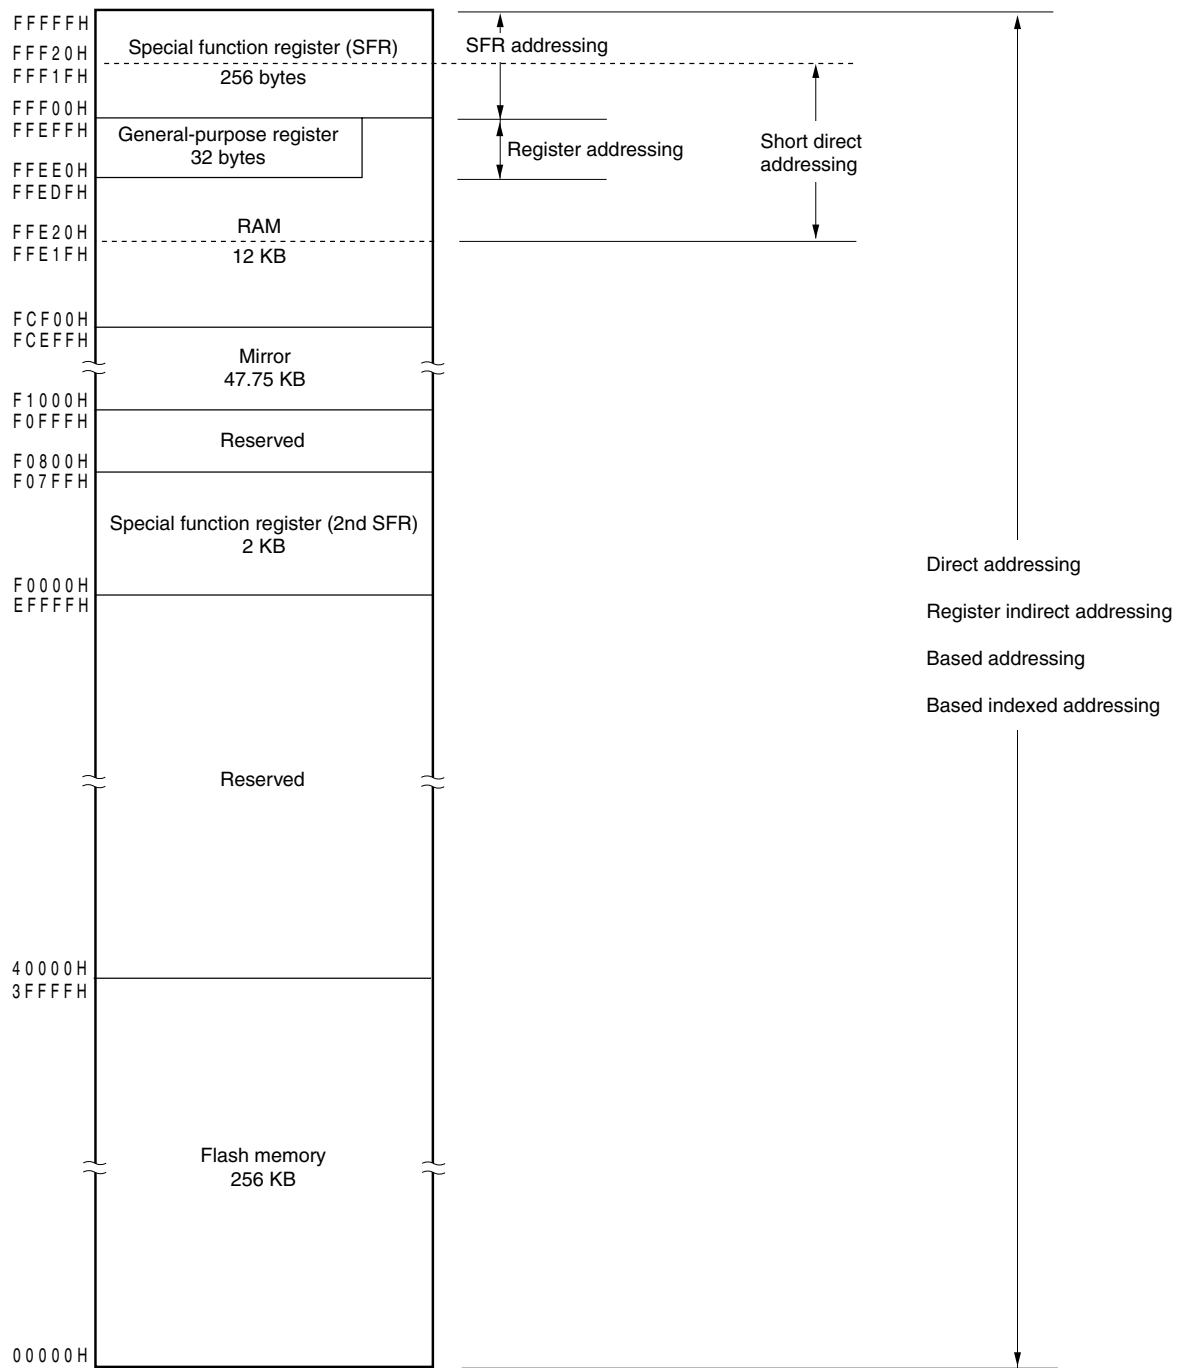 FFFFFH
FFF20H
FFF1FH
FFF00H
FFEFFH
FFEE0H
FFEDFH
FFE20H
FFE1FH
FCF00H
FCEFFH
F1000H
F0FFFH
F0800H
F07FFH
F0000H
EFFFFH
40000H
3FFFFH
00000H
Special function register (SFR)
256 bytes
General-purpose register
32 bytes
RAM
12 KB
Mirror
47.75 KB
Reserved
Special function register (2nd SFR)
2 KB
Reserved
Flash memory
256 KB
SFR addressing
Register addressing
Short direct
addressing
Direct addressing
Register indirect addressing
Based addressing
Based indexed addressing